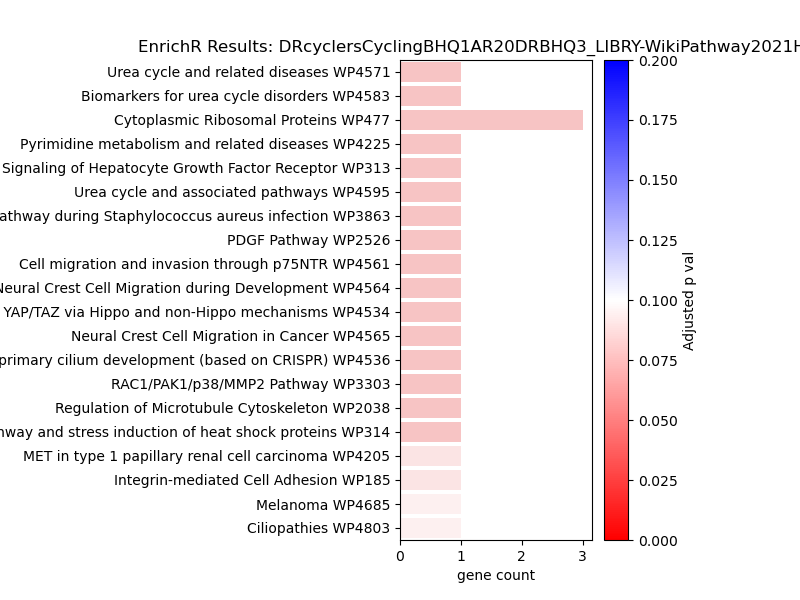 EnrichR Results: DRcyclersCyclingBHQ1AR20DRBHQ3_LIBRY-WikiPathway2021H
Urea cycle and related diseases WP4571
Biomarkers for urea cycle disorders WP4583
Cytoplasmic Ribosomal Proteins WP477
Pyrimidine metabolism and related diseases WP4225
Signaling of Hepatocyte Growth Factor Receptor WP313
Urea cycle and associated pathways WP4595
athway during Staphylococcus aureus infection WP3863
PDGF Pathway WP2526
Cell migration and invasion through p75NTR WP4561
Neural Crest Cell Migration during Development WP4564
YAP/TAZ via Hippo and non-Hippo mechanisms WP4534
Neural Crest Cell Migration in Cancer WP4565
primary cilium development (based on CRISPR) WP4536
RAC1/PAK1/p38/MMP2 Pathway WP3303
Regulation of Microtubule Cytoskeleton WP2038
way and stress induction of heat shock proteins WP314
MET in type 1 papillary renal cell carcinoma WP4205
Integrin-mediated Cell Adhesion WP185
Melanoma WP4685
Ciliopathies WP4803
0 1 2 3
gene count
0.200
0.175
0.150
0.125
0.100
0.075
0.050
0.025
0.000
Adjusted p val